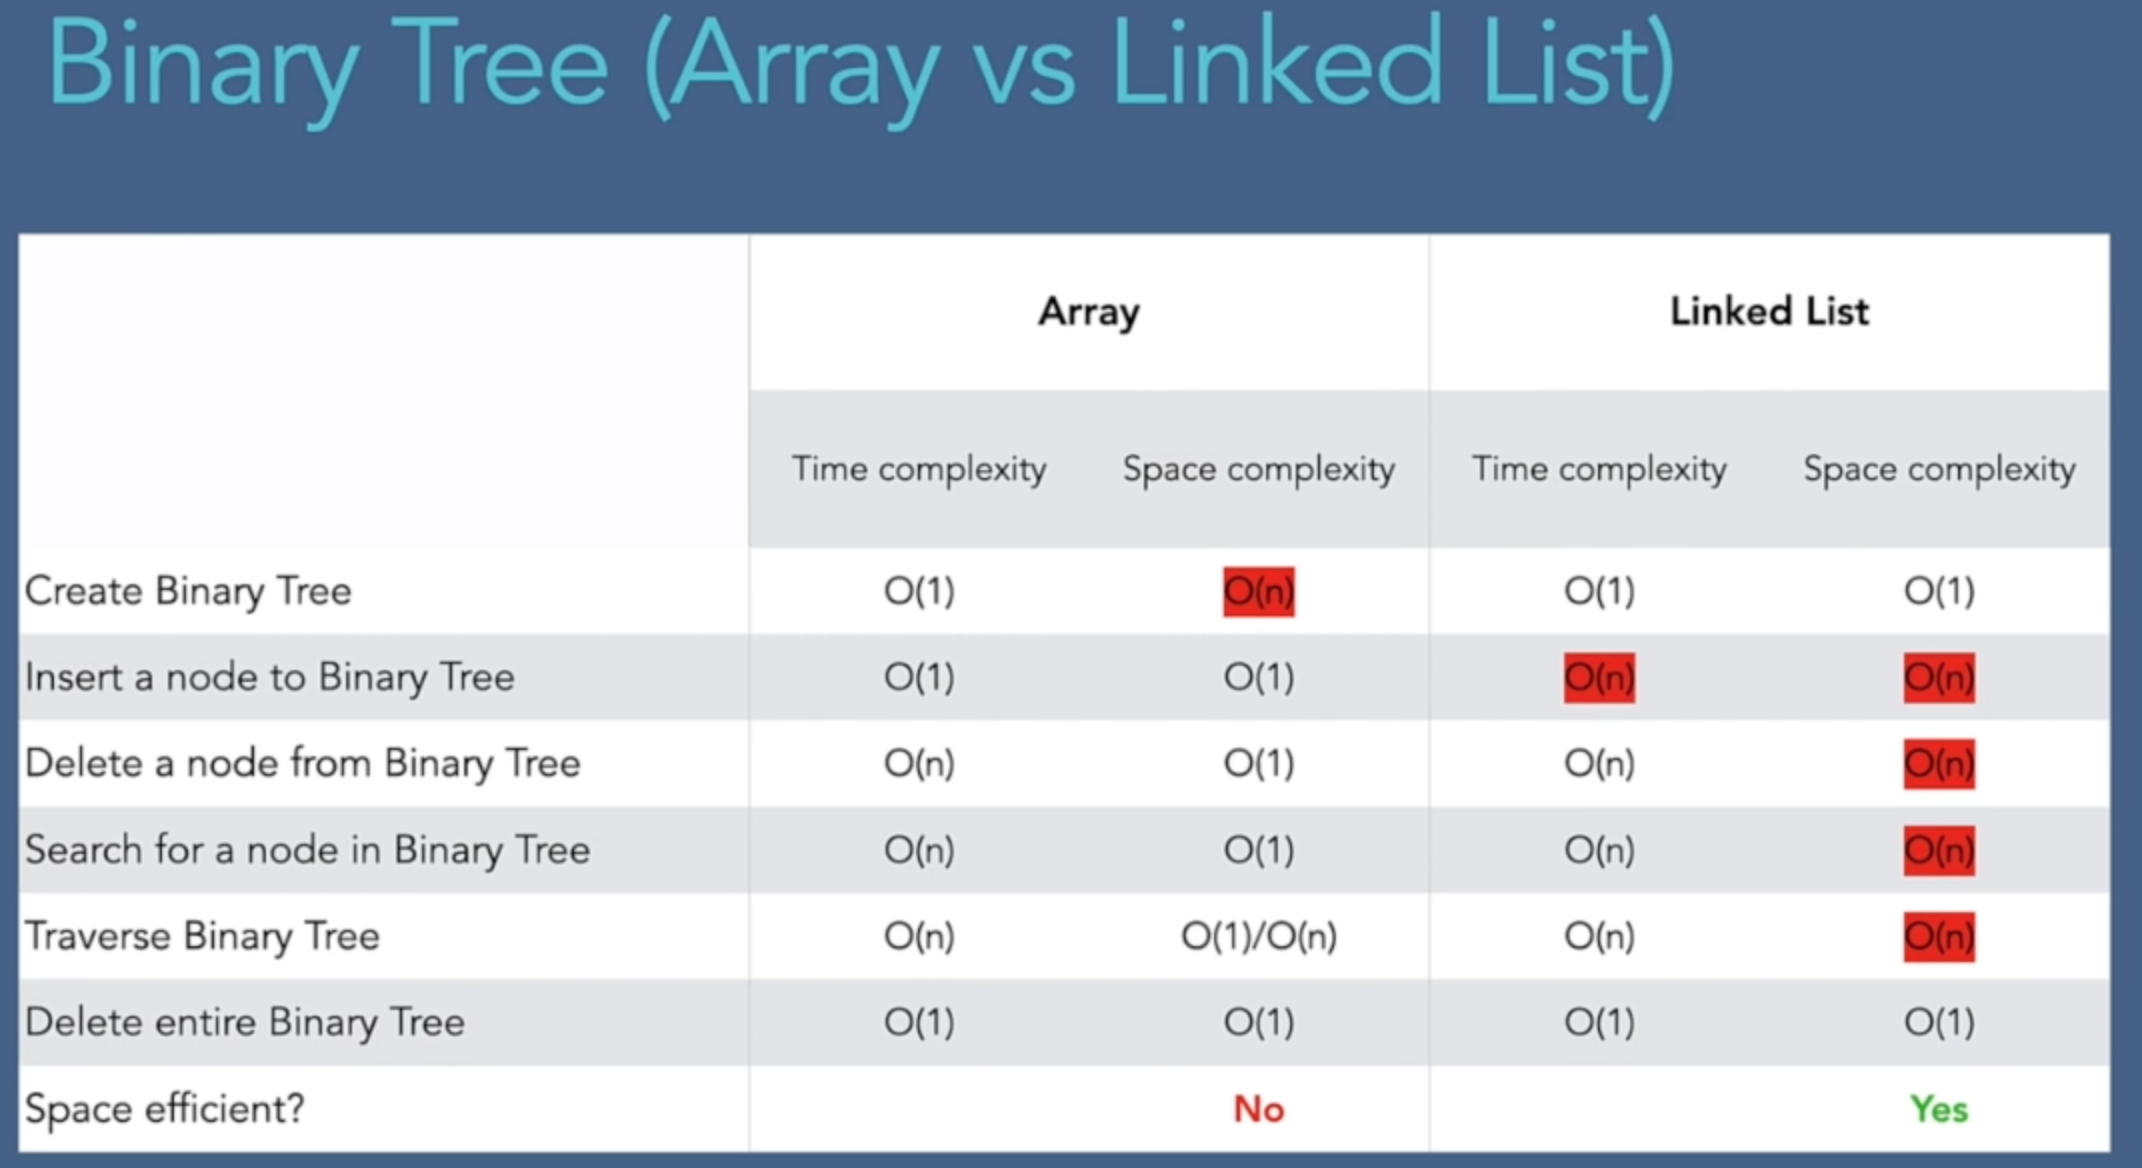 Binary Tree (Array vs Linked List)
Array Linked List
Time complexity Space complexity Time complexity Space complexity
Create Binary Tree O(1) O(n) O(1) O(1)
Insert a node to Binary Tree O(1) O(1) O(n) O(n)
Delete a node from Binary Tree O(n) O(1) O(n) O(n)
Search for a node in Binary Tree O(n) O(1) O(n) O(n)
Traverse Binary Tree O(n) O(1)/O(n) O(n) O(n)
Delete entire Binary Tree O(1) O(1) O(1) O(1)
Space efficient? No Yes